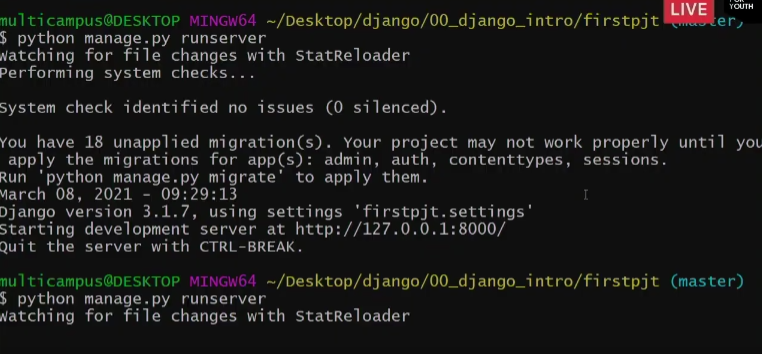 LIVE
FOR
YOUTH
multicampus@DESKTOP MINGW64 ~/Desktop/django/00_django_intro/firstpjt (master)
$ python manage.py runserver
Watching for file changes with StatReloader
Performing system checks...
System check identified no issues (0 silenced).
You have 18 unapplied migration(s). Your project may not work properly until you
apply the migrations for app(s): admin, auth, contenttypes, sessions.
Run 'python manage.py migrate' to apply them.
March 08, 2021 - 09:29:13
Django version 3.1.7, using settings 'firstpjt.settings'
Starting development server at http://127.0.0.1:8000/
Quit the server with CTRL-BREAK.
multicampus@DESKTOP MINGW64 ~/Desktop/django/00_django_intro/firstpjt (master)
$ python manage.py runserver
Watching for file changes with StatReloader